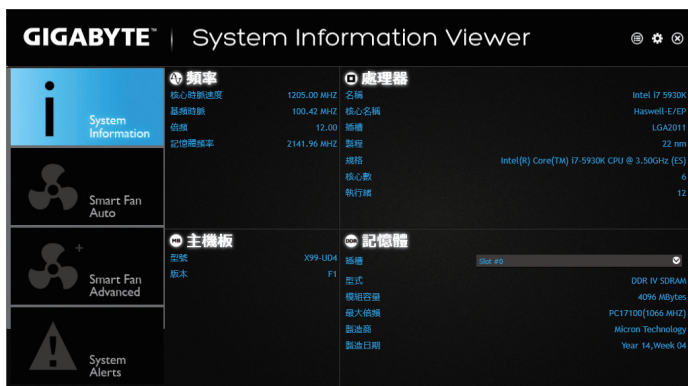 GIGABYTE™ | System Information Viewer
System
Information
Smart Fan
Auto
Smart Fan
Advanced
System
Alerts
頻率
核心時脈速度 1205.00 MHZ
基頻時脈 100.42 MHZ
倍頻 12.00
記憶體頻率 2141.96 MHZ
處理器
名稱 Intel i7 5930K
核心名稱 Haswell-E/EP
插槽 LGA2011
製程 22 nm
規格 Intel(R) Core(TM) i7-5930K CPU @ 3.50GHz (ES)
核心數 6
執行緒 12
MB 主機板
型號 X99-UD4
版本 F1
DDR 記憶體
插槽 Slot #0
型式 DDR IV SDRAM
模組容量 4096 MBytes
最大倍頻 PC17100(1066 MHZ)
製造商 Micron Technology
製造日期 Year 14,Week 04